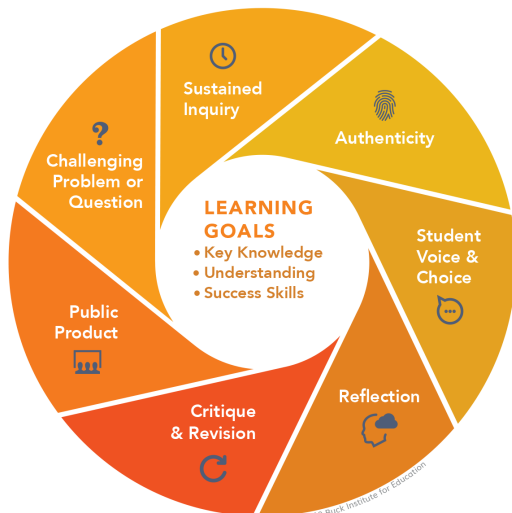 Sustained
Inquiry
Authenticity
Student
Voice &
Choice
Reflection
Critique
& Revision
Public
Product
?
Challenging
Problem or
Question
LEARNING
GOALS
• Key Knowledge
• Understanding
• Success Skills
Buck Institute for Education